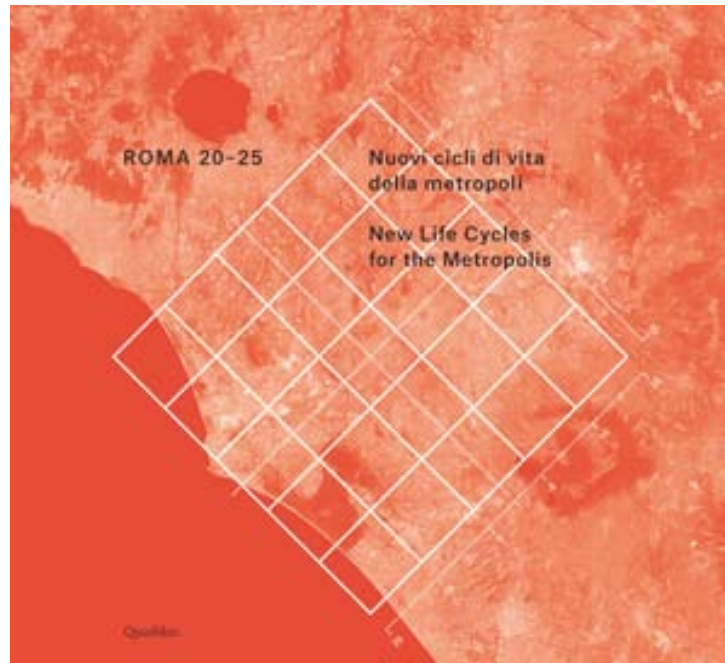 ROMA 20–25
Nuovi cicli di vita
della metropoli
New Life Cycles
for the Metropolis
Quodlibet